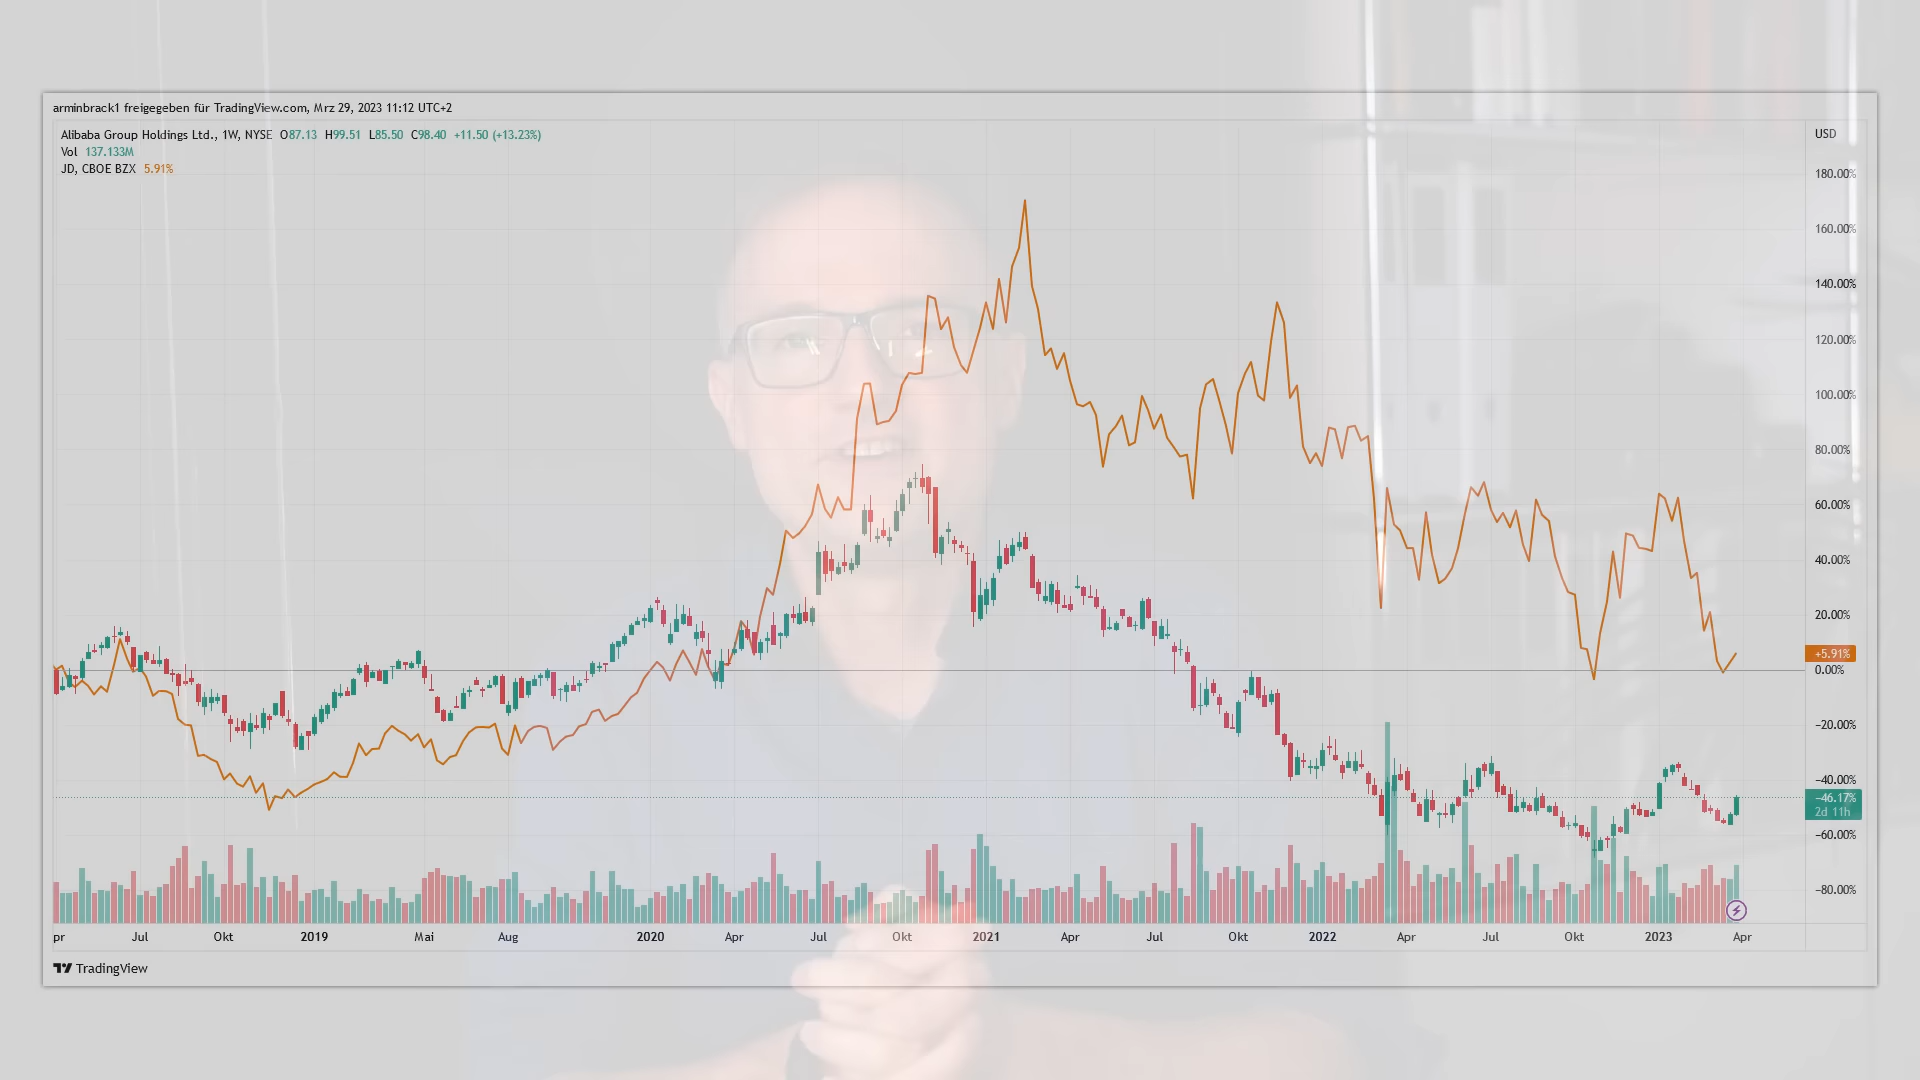 arminbrack1 freigegeben für TradingView.com, Mrz 29, 2023 11:12 UTC+2
Alibaba Group Holdings Ltd., 1W, NYSE O87.13 H99.51 L85.50 C98.40 +11.50 (+13.23%)
Vol 137.133M
JD, CBOE BZX 5.91%
USD
180.00%
160.00%
140.00%
120.00%
100.00%
80.00%
60.00%
40.00%
20.00%
+5.91%
0.00%
−20.00%
−40.00%
−46.17%
2d 11h
−60.00%
−80.00%
pr Jul Okt 2019 Mai Aug 2020 Apr Jul Okt 2021 Apr Jul Okt 2022 Apr Jul Okt 2023 Apr
TradingView